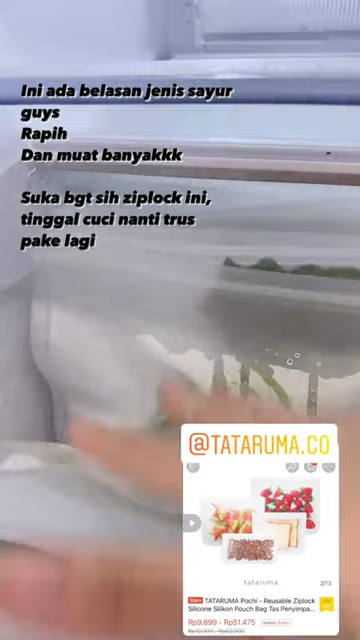 Ini ada belasan jenis sayur
guys
Rapih
Dan muat banyakkk
Suka bgt sih ziplock ini,
tinggal cuci nanti trus
pake lagi
@TATARUMA.CO
tataruma
2/13
TATARUMA Pochi - Reusable Ziplock
Silicone Silikon Pouch Bag Tas Penyimpa...
Rp9.899 - Rp51.475